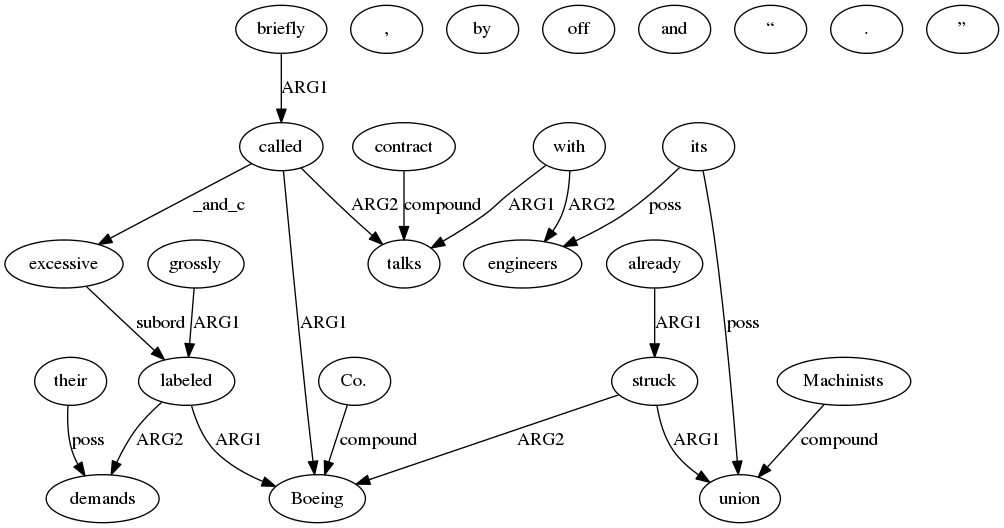 briefly , by off and “ . ”
ARG1
called contract with its
_and_c ARG2 compound ARG1 ARG2 poss
excessive grossly talks engineers already
subord ARG1 ARG1 ARG1 poss
their labeled Co. struck Machinists
poss ARG2 ARG1 compound ARG2 ARG1 compound
demands Boeing union